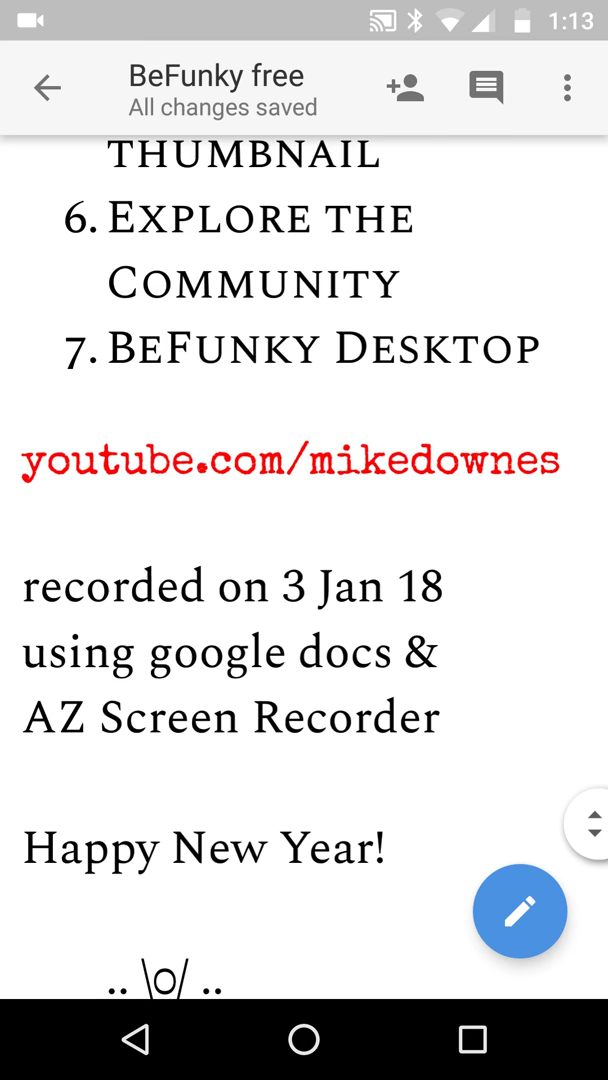 1:13
BeFunky free
All changes saved
THUMBNAIL
6. EXPLORE THE
COMMUNITY
7. BEFUNKY DESKTOP
youtube.com/mikedownes
recorded on 3 Jan 18
using google docs &
AZ Screen Recorder
Happy New Year!
.. \o/ ..